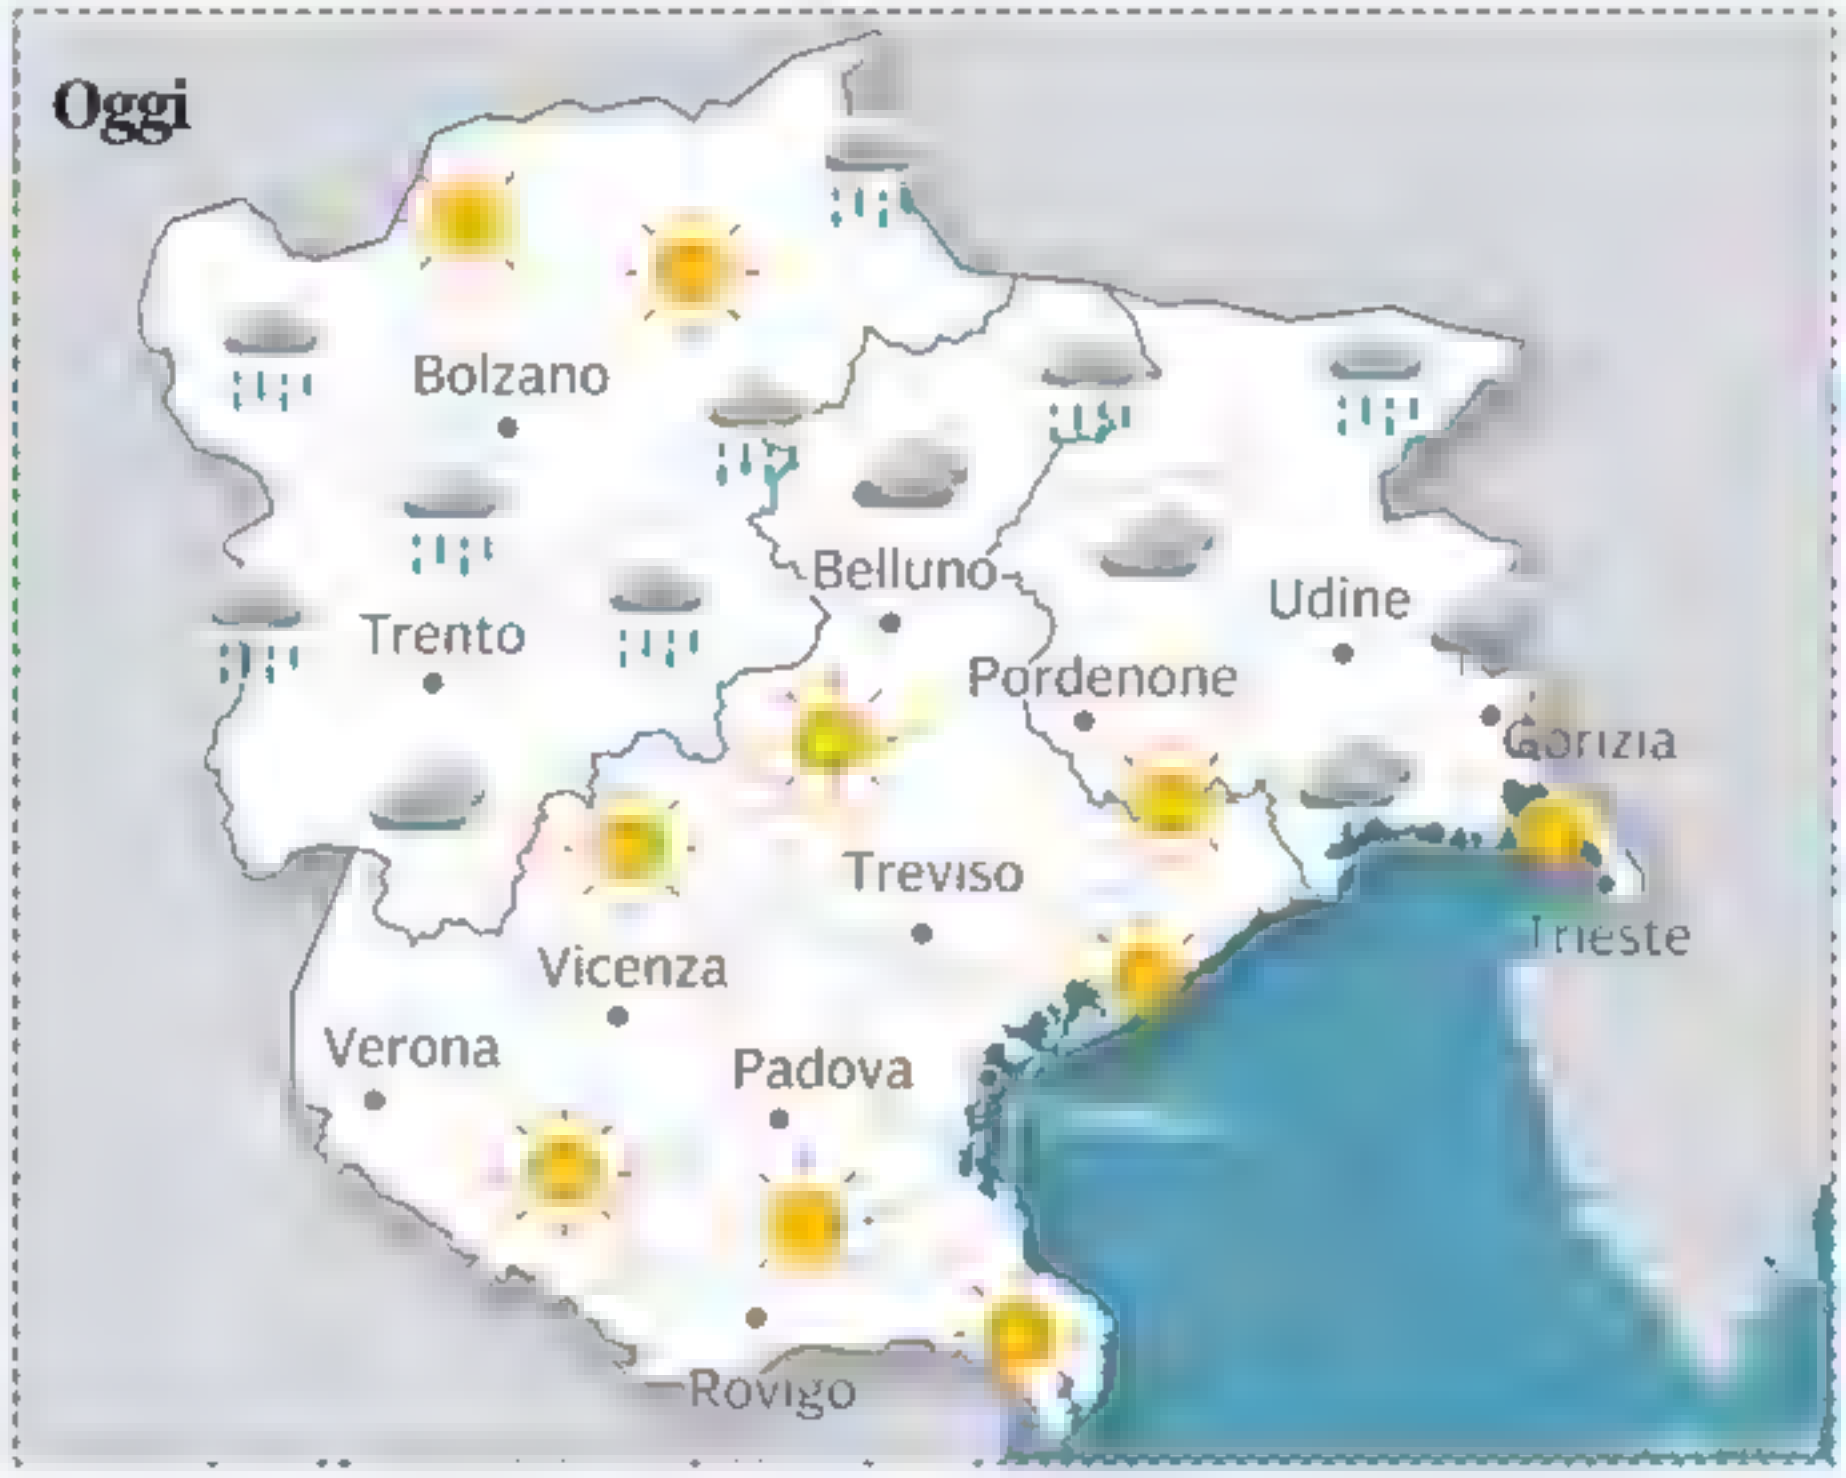 Oggi
Bolzano
Belluno
Udine
Trento
Pordenone
Gorizia
Treviso
Trieste
Vicenza
Verona
Padova
Rovigo